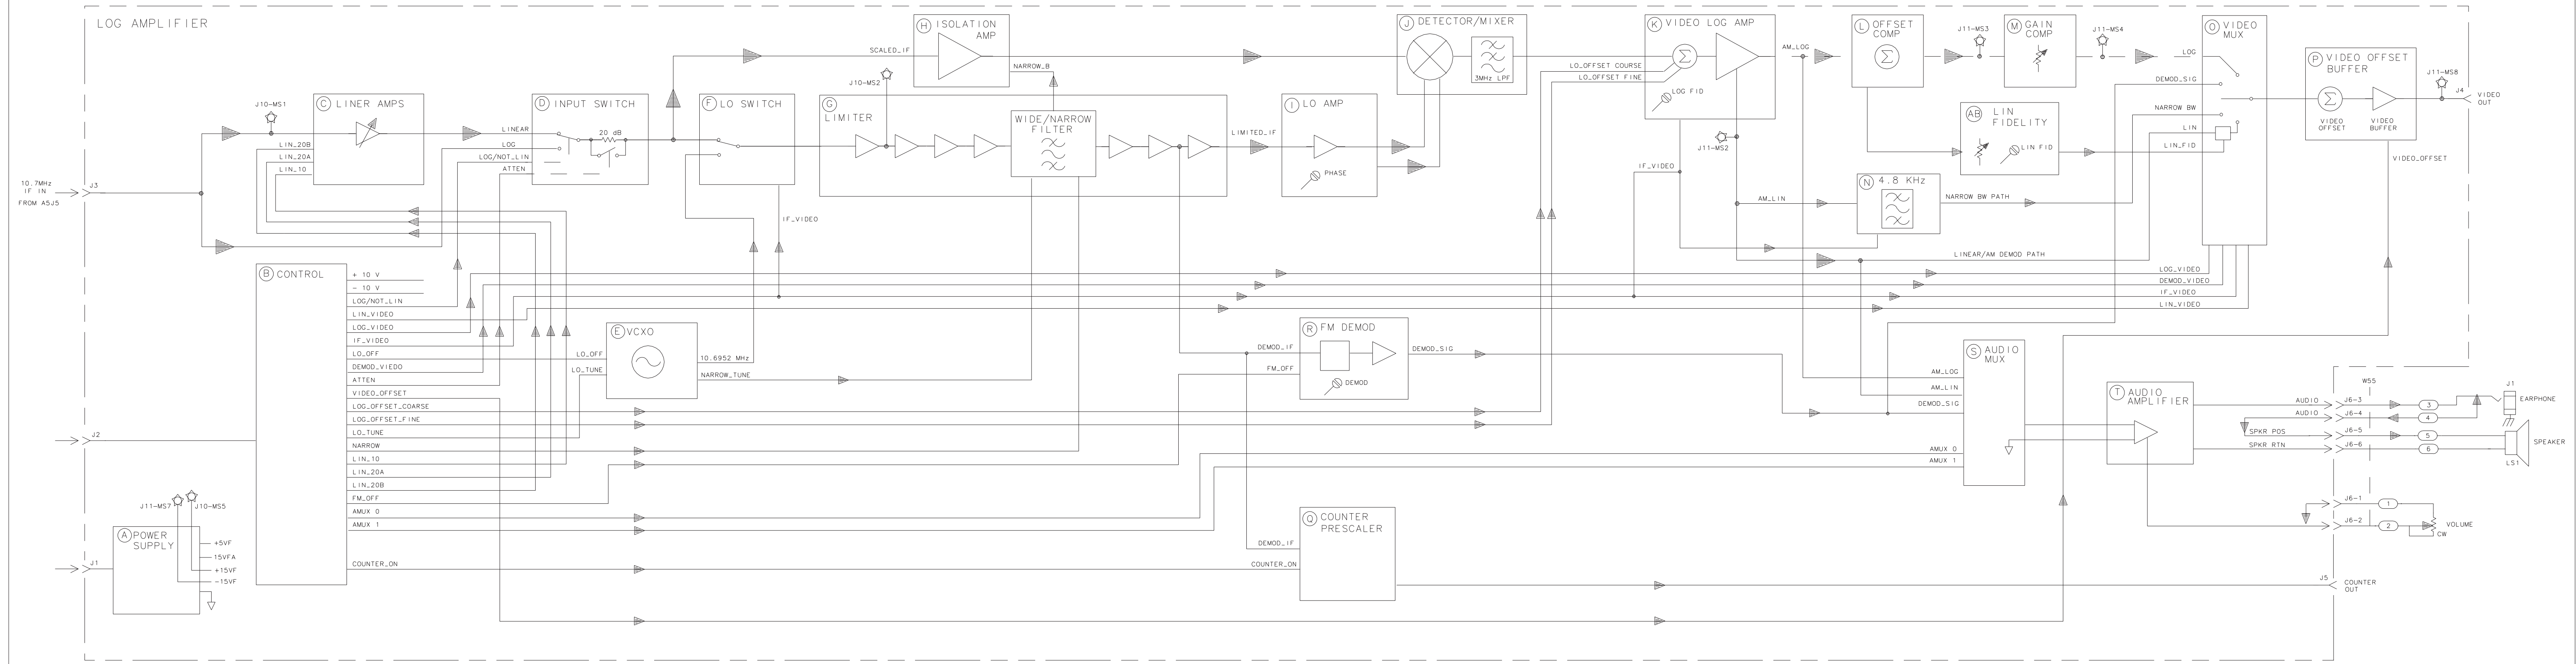 LOG AMPLIFIER
10.7MHz
IF IN
FROM A5J5
J3
J10-MS1
LIN_20B
LIN_20A
LIN_10
C LINER AMPS
LINEAR
LOG
LOG/NOT_LIN
ATTEN
D INPUT SWITCH
20 dB
F LO SWITCH
IF_VIDEO
SCALED_IF
H ISOLATION
AMP
NARROW_B
J10-MS2
G
LIMITER
WIDE/NARROW
FILTER
LIMITED_IF
I LO AMP
PHASE
J DETECTOR/MIXER
3MHz LPF
LO_OFFSET COURSE
LO_OFFSET FINE
K VIDEO LOG AMP
LOG FID
J11-MS2
IF_VIDEO
AM_LOG
AM_LIN
L OFFSET
COMP
J11-MS3
M GAIN
COMP
J11-MS4
AB LIN
FIDELITY
LIN FID
N 4.8 KHz
NARROW BW PATH
LINEAR/AM DEMOD PATH
LOG
DEMOD_SIG
NARROW BW
LIN
LIN_FID
O VIDEO
MUX
LOG_VIDEO
DEMOD_VIDEO
IF_VIDEO
LIN_VIDEO
P VIDEO OFFSET
BUFFER
VIDEO
OFFSET
VIDEO
BUFFER
VIDEO_OFFSET
J11-MS8
J4
VIDEO
OUT
B CONTROL
+ 10 V
- 10 V
LOG/NOT_LIN
LIN_VIDEO
LOG_VIDEO
IF_VIDEO
LO_OFF
DEMOD_VIEDO
ATTEN
VIDEO_OFFSET
LOG_OFFSET_COARSE
LOG_OFFSET_FINE
LO_TUNE
NARROW
LIN_10
LIN_20A
LIN_20B
FM_OFF
AMUX 0
AMUX 1
COUNTER_ON
J2
LO_OFF
LO_TUNE
E VCXO
10.6952 MHz
NARROW_TUNE
DEMOD_IF
FM_OFF
R FM DEMOD
DEMOD
DEMOD_SIG
AM_LOG
AM_LIN
DEMOD_SIG
AMUX 0
AMUX 1
S AUDIO
MUX
T AUDIO
AMPLIFIER
AUDIO
AUDIO
SPKR POS
SPKR RTN
W55
J6-3
J6-4
J6-5
J6-6
3
4
5
6
J1
EARPHONE
SPEAKER
LS1
J6-1
J6-2
1
2
VOLUME
CW
J11-MS7
J10-MS5
J1
A POWER
SUPPLY
+5VF
15VFA
+15VF
-15VF
DEMOD_IF
COUNTER_ON
Q COUNTER
PRESCALER
J5
COUNTER
OUT